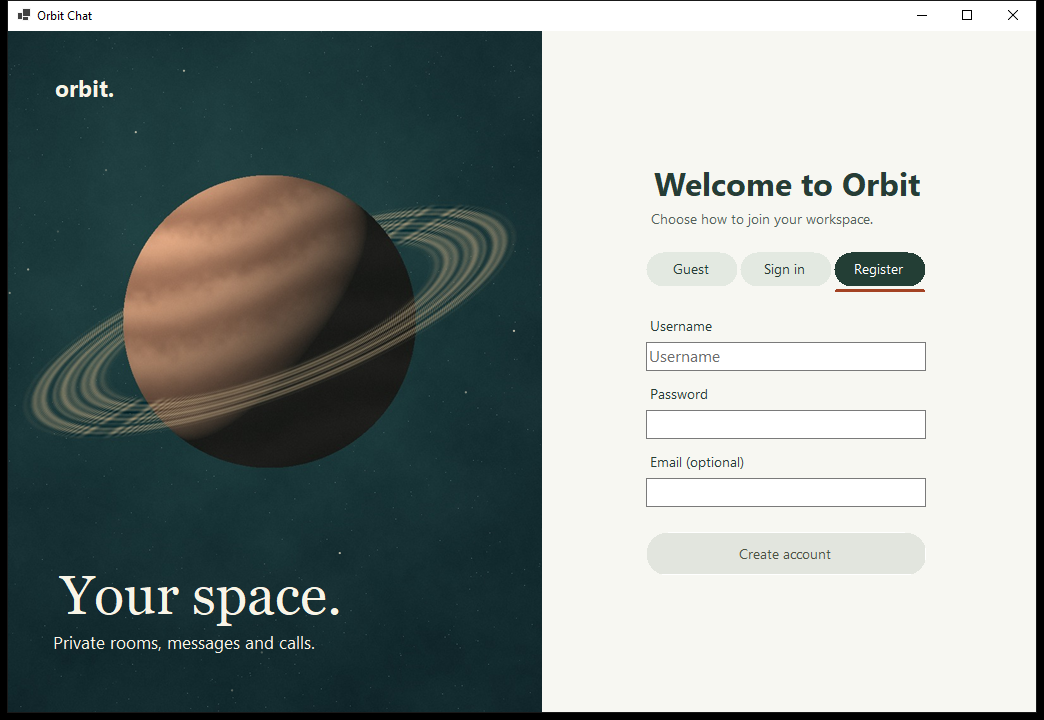 Orbit Chat
orbit.
Your space.
Private rooms, messages and calls.
Welcome to Orbit
Choose how to join your workspace.
Guest Sign in Register
Username
Username
Password
Email (optional)
Create account